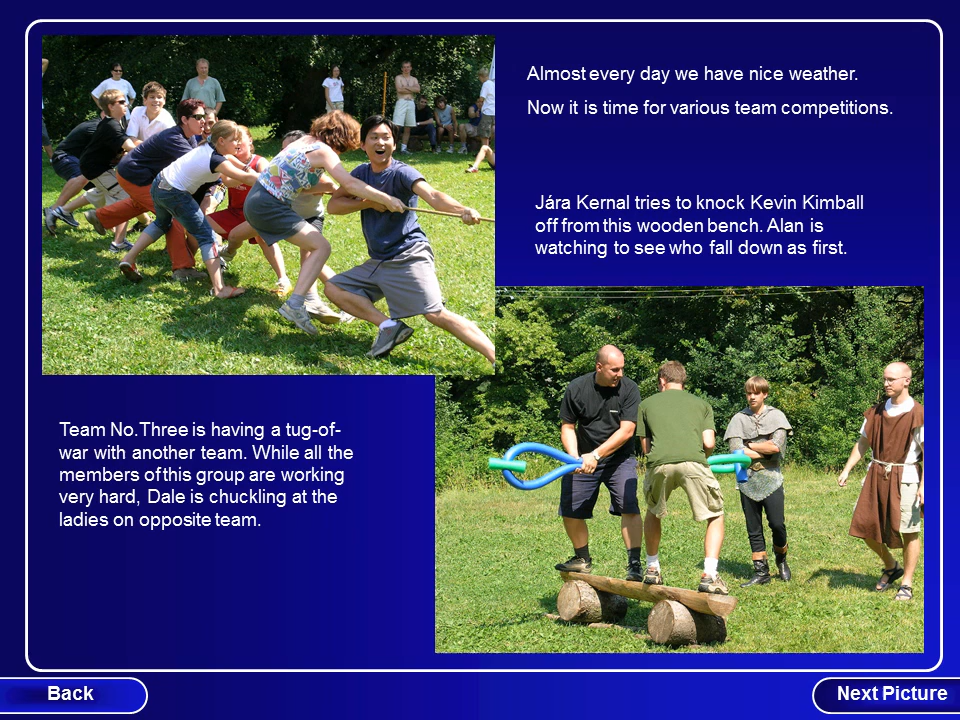 Almost every day we have nice weather.
Now it is time for various team competitions.
Jára Kernal tries to knock Kevin Kimball
off from this wooden bench. Alan is
watching to see who fall down as first.
Team No.Three is having a tug-of-
war with another team. While all the
members of this group are working
very hard, Dale is chuckling at the
ladies on opposite team.
Back
Next Picture